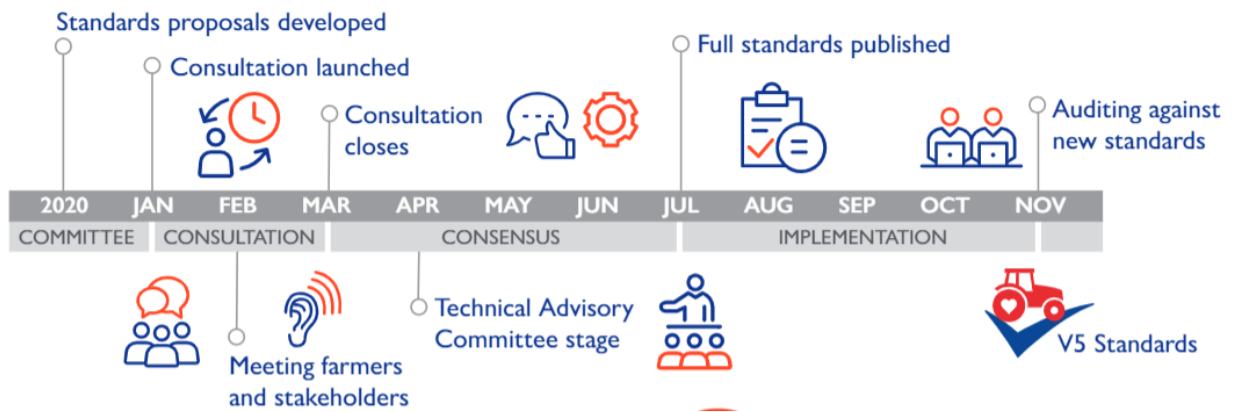 Standards proposals developed
Consultation launched
Full standards published
Consultation
closes
Auditing against
new standards
2020 JAN FEB MAR APR MAY JUN JUL AUG SEP OCT NOV
COMMITTEE CONSULTATION CONSENSUS IMPLEMENTATION
Technical Advisory
Committee stage
Meeting farmers
and stakeholders
V5 Standards